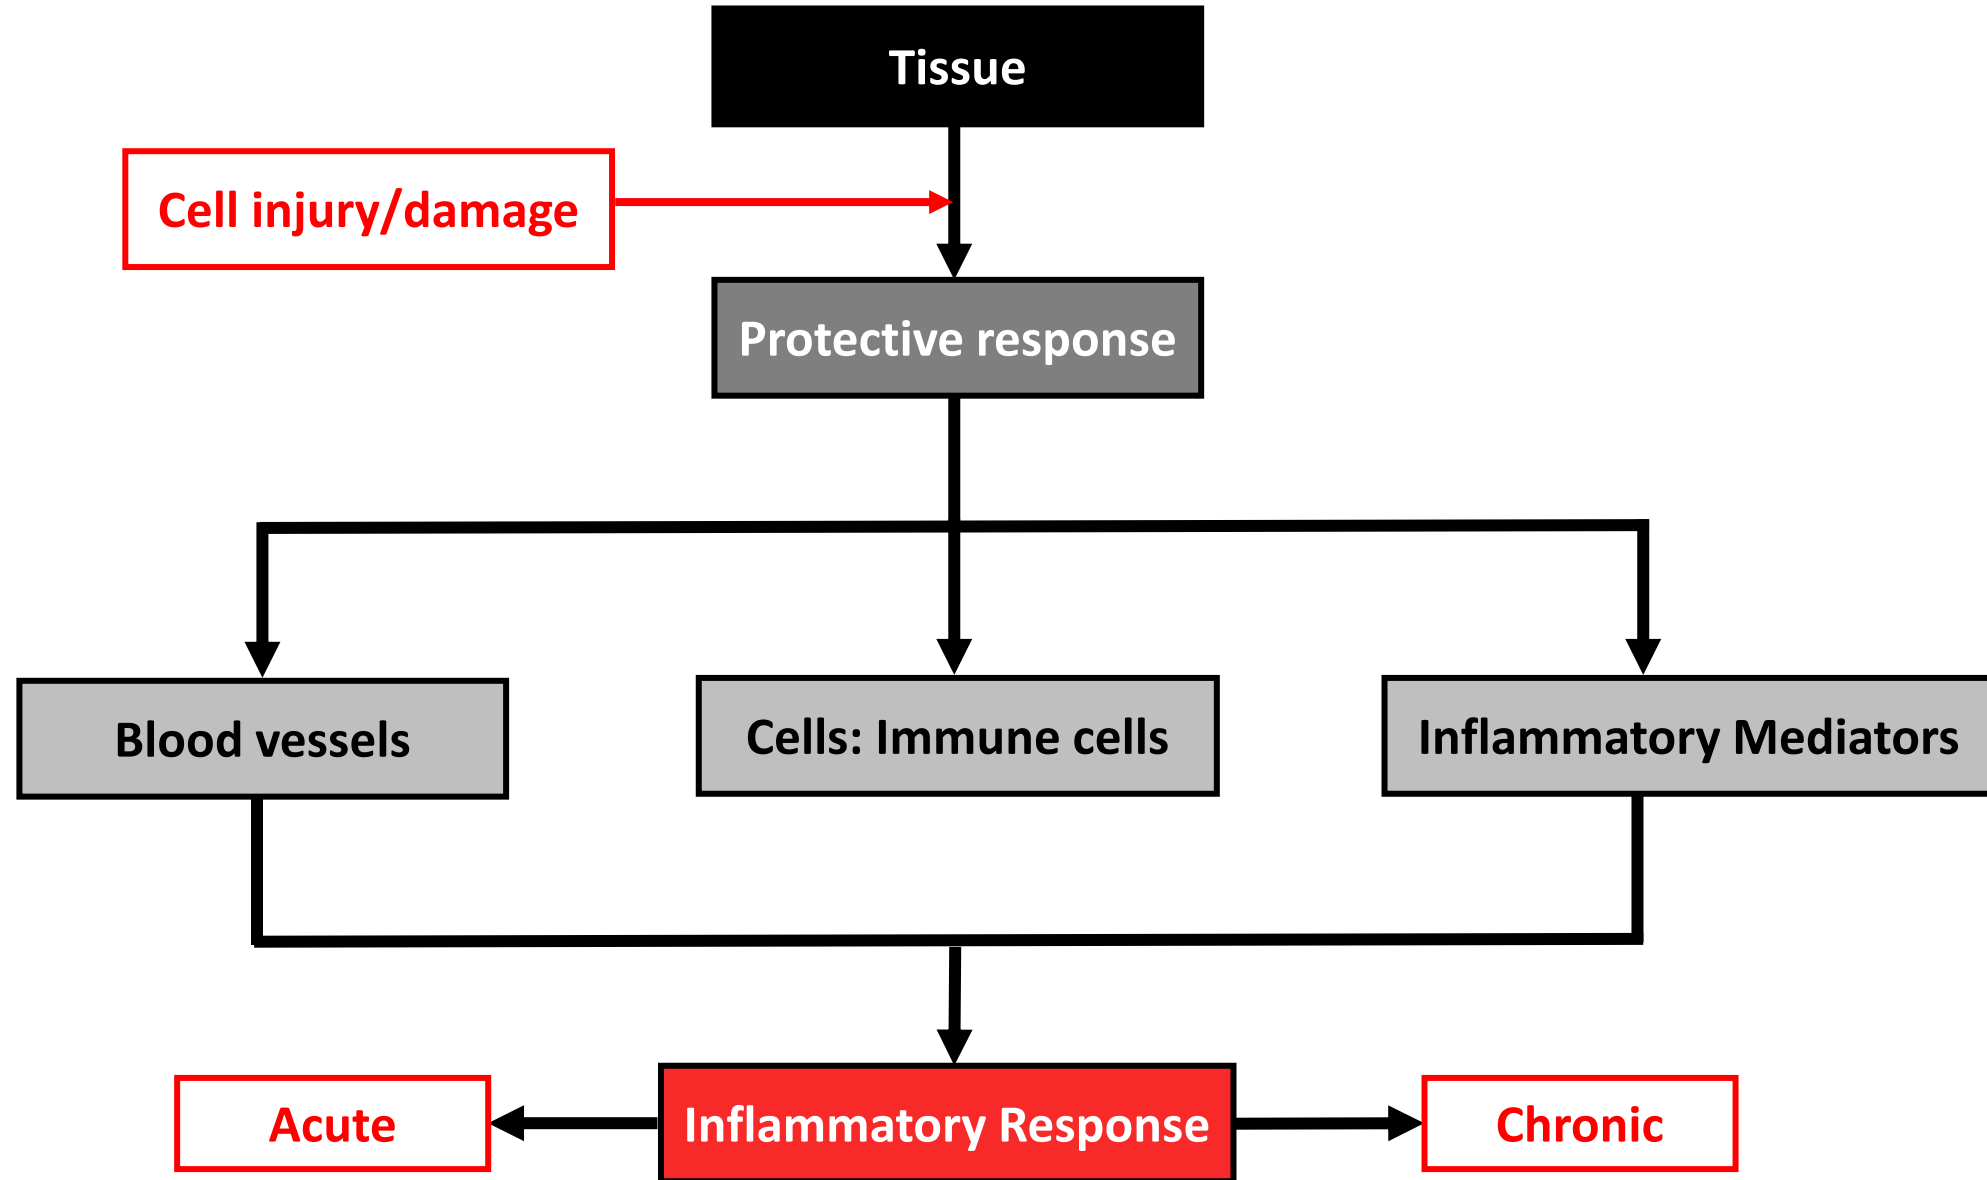 Tissue
Cell injury/damage
Protective response
Blood vessels
Cells: Immune cells
Inflammatory Mediators
Acute
Inflammatory Response
Chronic